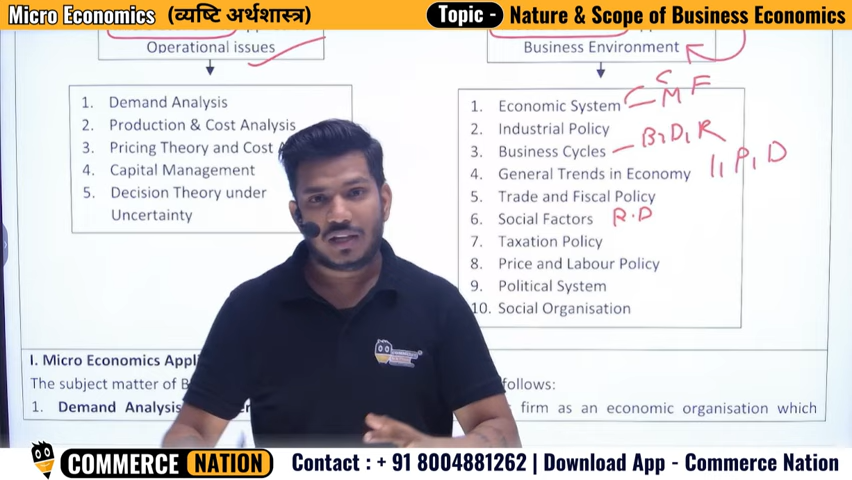 Micro Economics (व्यष्टि अर्थशास्त्र)
Topic - Nature & Scope of Business Economics
Operational issues
Business Environment
1. Demand Analysis
2. Production & Cost Analysis
3. Pricing Theory and Cost
4. Capital Management
5. Decision Theory under
Uncertainty
1. Economic System C M F
2. Industrial Policy
3. Business Cycles
4. General Trends in Economy I, P, D
5. Trade and Fiscal Policy
6. Social Factors R.D
7. Taxation Policy
8. Price and Labour Policy
9. Political System
10. Social Organisation
I. Micro Economics Appl
The subject matter of B follows:
1. Demand Analysis firm as an economic organisation which
COMMERCE NATION
Contact : + 91 8004881262 | Download App - Commerce Nation